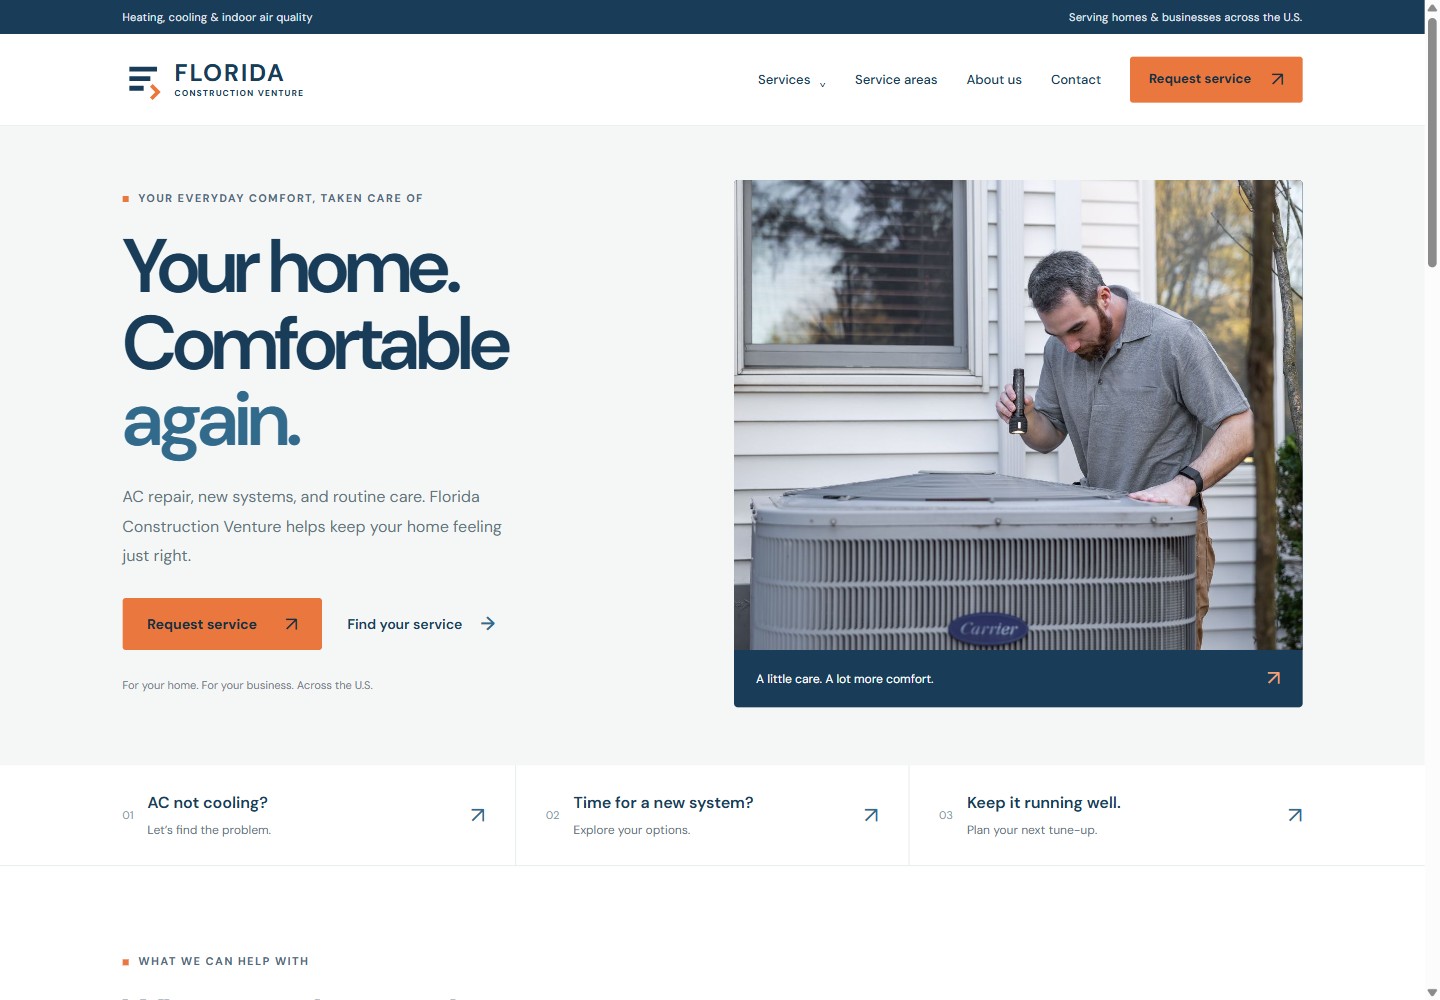 Heating, cooling & indoor air quality
Serving homes & businesses across the U.S.
FLORIDA
CONSTRUCTION VENTURE
Services
Service areas
About us
Contact
Request service
YOUR EVERYDAY COMFORT, TAKEN CARE OF
Your home.
Comfortable
again.
AC repair, new systems, and routine care. Florida
Construction Venture helps keep your home feeling
just right.
Request service
Find your service
For your home. For your business. Across the U.S.
Carrier
A little care. A lot more comfort.
01
AC not cooling?
Let's find the problem.
02
Time for a new system?
Explore your options.
03
Keep it running well.
Plan your next tune-up.
WHAT WE CAN HELP WITH